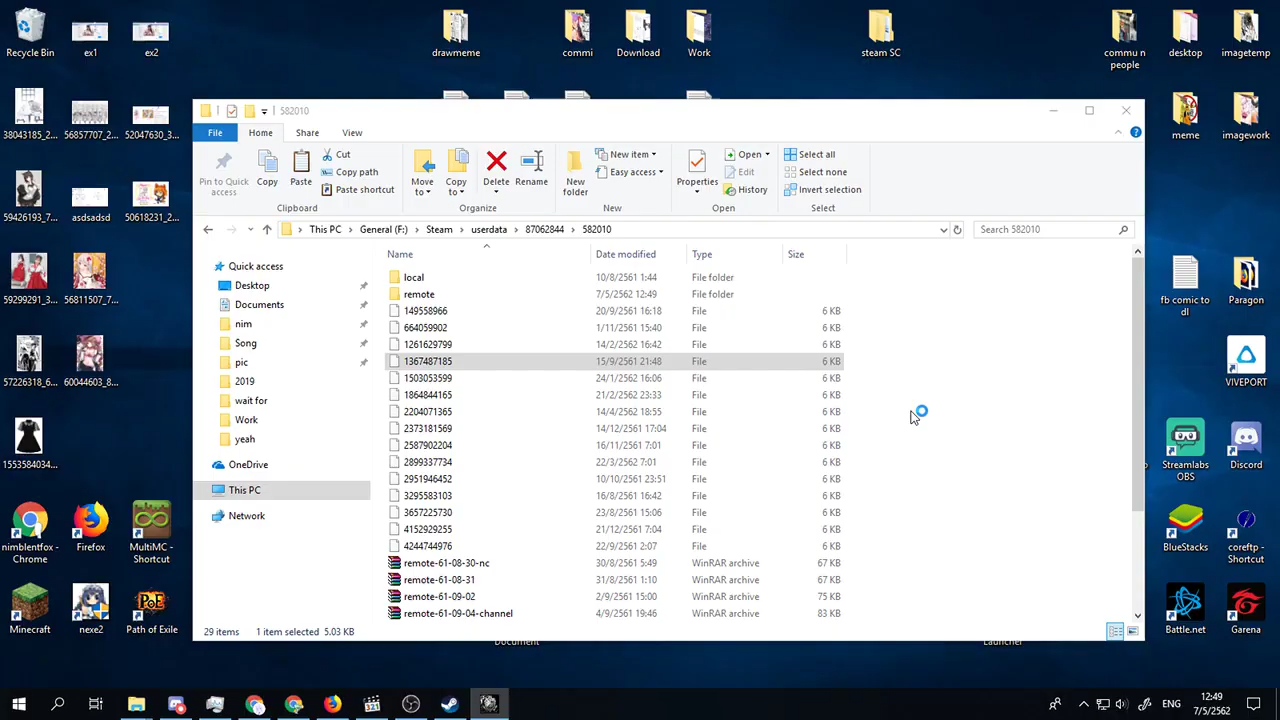 Recycle Bin
ex1
ex2
drawmeme
commi
Download
Work
steam SC
commu n
people
desktop
imagetemp
582010
File
Home
Share
View
Pin to Quick
access
Copy
Paste
Cut
Copy path
Paste shortcut
Clipboard
Move
to
Copy
to
Delete
Rename
Organize
New
folder
New item
Easy access
New
Properties
Open
Edit
History
Open
Select all
Select none
Invert selection
Select
38043185_2...
56857707_2...
52047630_3...
meme
imagework
59426193_7...
asdsadsd
50618231_2...
This PC > General (F:) > Steam > userdata > 87062844 > 582010
Search 582010
Name
Date modified
Type
Size
Quick access
Desktop
Documents
nim
Song
pic
2019
wait for
Work
yeah
OneDrive
This PC
Network
local 10/8/2561 1:44 File folder
remote 7/5/2562 12:49 File folder
149558966 20/9/2561 16:18 File 6 KB
664059902 1/11/2561 15:40 File 6 KB
1261629799 14/2/2562 16:42 File 6 KB
1367487185 15/9/2561 21:48 File 6 KB
1503053599 24/1/2562 16:06 File 6 KB
1864844165 21/2/2562 23:33 File 6 KB
2204071365 14/4/2562 18:55 File 6 KB
2373181569 14/12/2561 17:04 File 6 KB
2587902204 16/11/2561 7:01 File 6 KB
2899337734 22/3/2562 7:01 File 6 KB
2951946452 10/10/2561 23:51 File 6 KB
3295583103 16/8/2561 16:42 File 6 KB
3657225730 23/8/2561 15:06 File 6 KB
4152929255 21/12/2561 7:04 File 6 KB
4244744976 22/9/2561 2:07 File 6 KB
remote-61-08-30-nc 30/8/2561 5:49 WinRAR archive 67 KB
remote-61-08-31 31/8/2561 1:10 WinRAR archive 67 KB
remote-61-09-02 2/9/2561 15:00 WinRAR archive 75 KB
remote-61-09-04-channel 4/9/2561 19:46 WinRAR archive 83 KB
29 items
1 item selected 5.03 KB
59639291_3...
56811507_7...
57226318_6...
60044603_8...
1553584034...
nimblentfox -
Chrome
Firefox
MultiMC -
Shortcut
Minecraft
nexe2
Path of Exile
fb comic to
dl
Paragon
VIVEPORT
Streamlabs
OBS
Discord
BlueStacks
coreftp -
Shortcut
Battle.net
Garena
Document
Launcher
ENG
12:49
7/5/2562